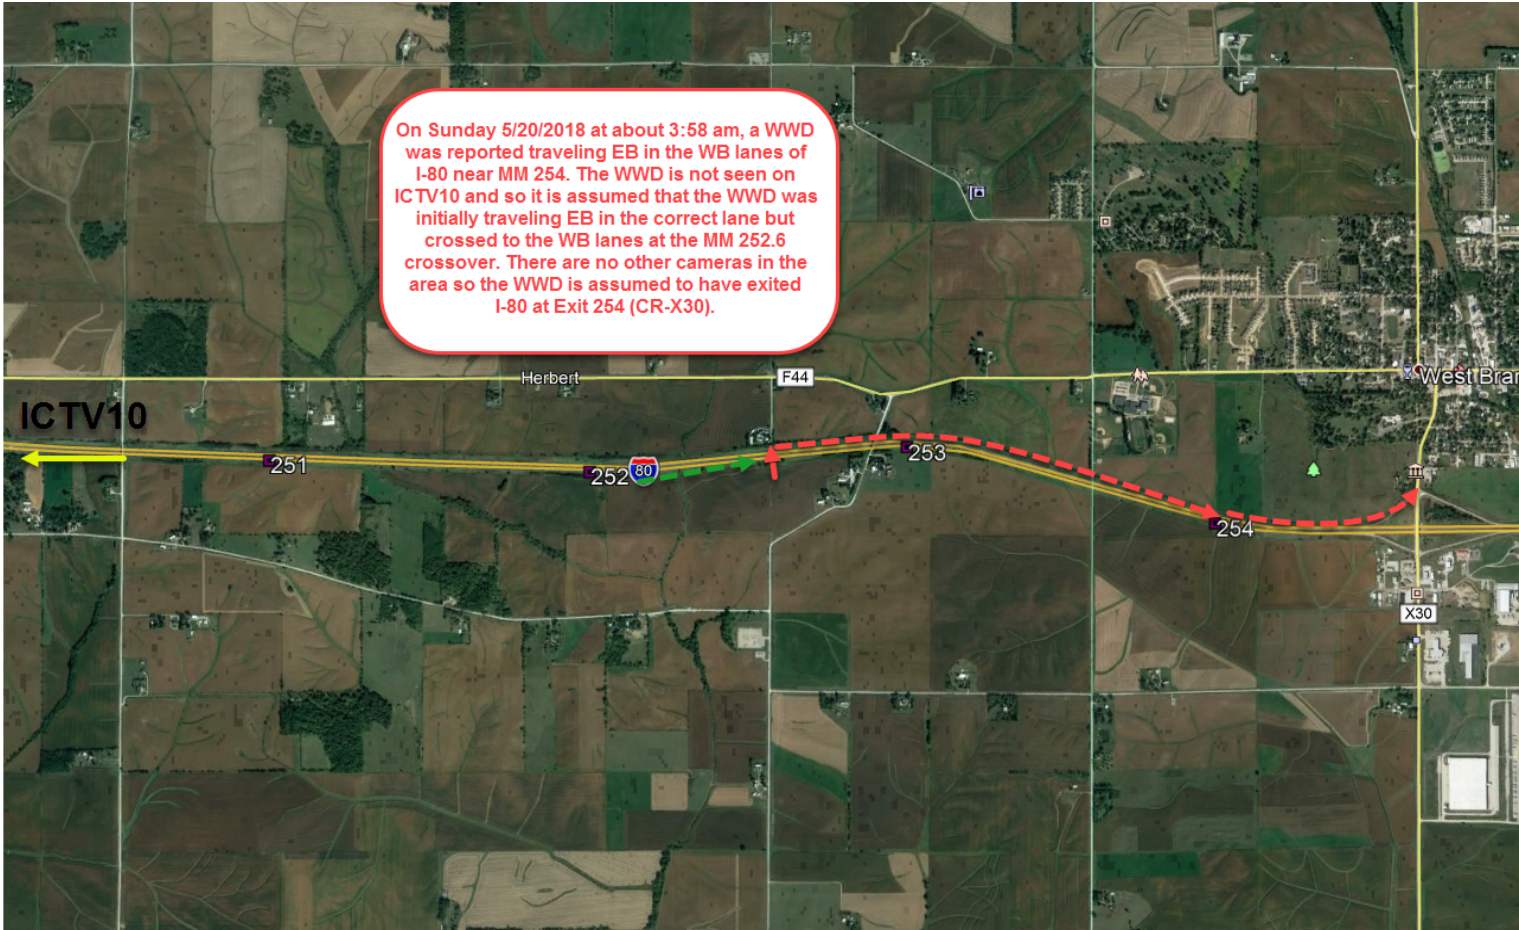 On Sunday 5/20/2018 at about 3:58 am, a WWD
was reported traveling EB in the WB lanes of
I-80 near MM 254. The WWD is not seen on
ICTV10 and so it is assumed that the WWD was
initially traveling EB in the correct lane but
crossed to the WB lanes at the MM 252.6
crossover. There are no other cameras in the
area so the WWD is assumed to have exited
I-80 at Exit 254 (CR-X30).
Herbert
F44
West Bran
ICTV10
251
252
80
253
254
X30